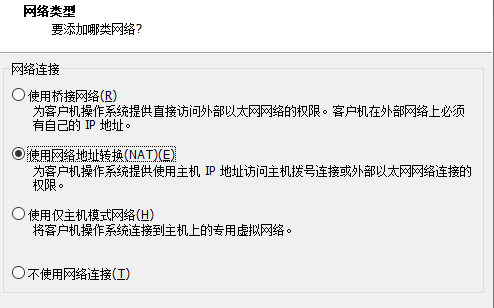 网络类型
要添加哪类网络?
网络连接
使用桥接网络(R)
为客户机操作系统提供直接访问外部以太网网络的权限。客户机在外部网络上必须
有自己的 IP 地址。
使用网络地址转换(NAT)(E)
为客户机操作系统提供使用主机 IP 地址访问主机拨号连接或外部以太网网络连接的
权限。
使用仅主机模式网络(H)
将客户机操作系统连接到主机上的专用虚拟网络。
不使用网络连接(T)